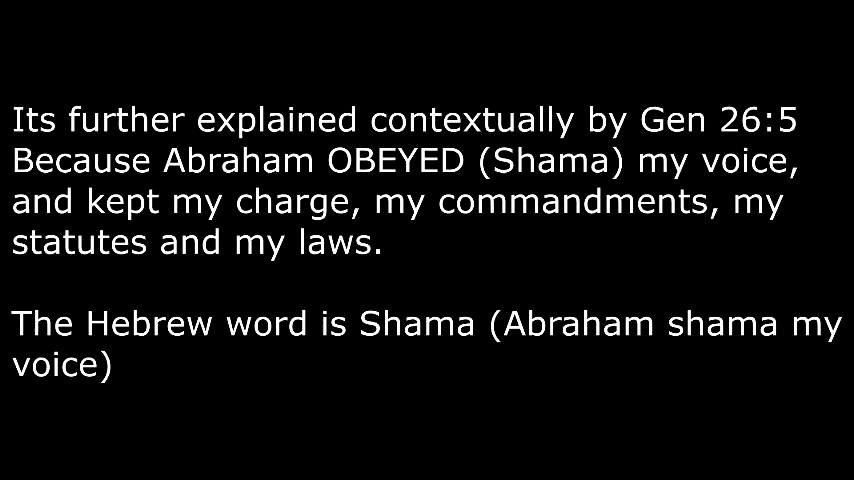 Its further explained contextually by Gen 26:5
Because Abraham OBEYED (Shama) my voice,
and kept my charge, my commandments, my
statutes and my laws.
The Hebrew word is Shama (Abraham shama my
voice)